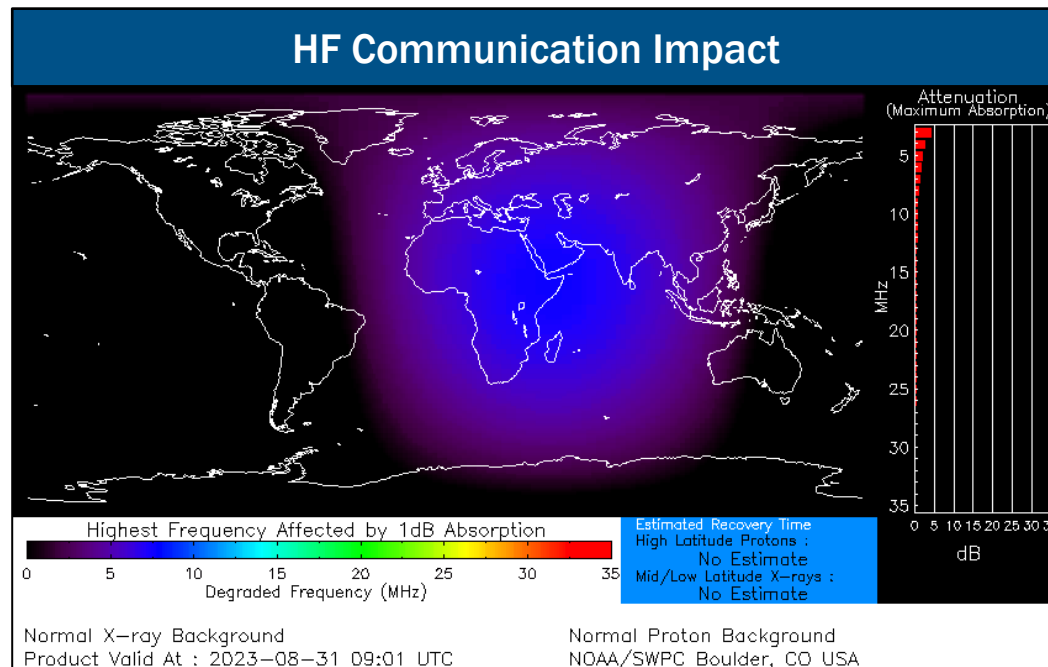 HF Communication Impact
Attenuation
(Maximum Absorption)
5
10
15
20
25
30
35
MHz
0 5 10 15 20 25 30
dB
Highest Frequency Affected by 1dB Absorption
0 5 10 15 20 25 30 35
Degraded Frequency (MHz)
Estimated Recovery Time
High Latitude Protons :
No Estimate
Mid/Low Latitude X-rays :
No Estimate
Normal X-ray Background
Product Valid At : 2023-08-31 09:01 UTC
Normal Proton Background
NOAA/SWPC Boulder, CO USA